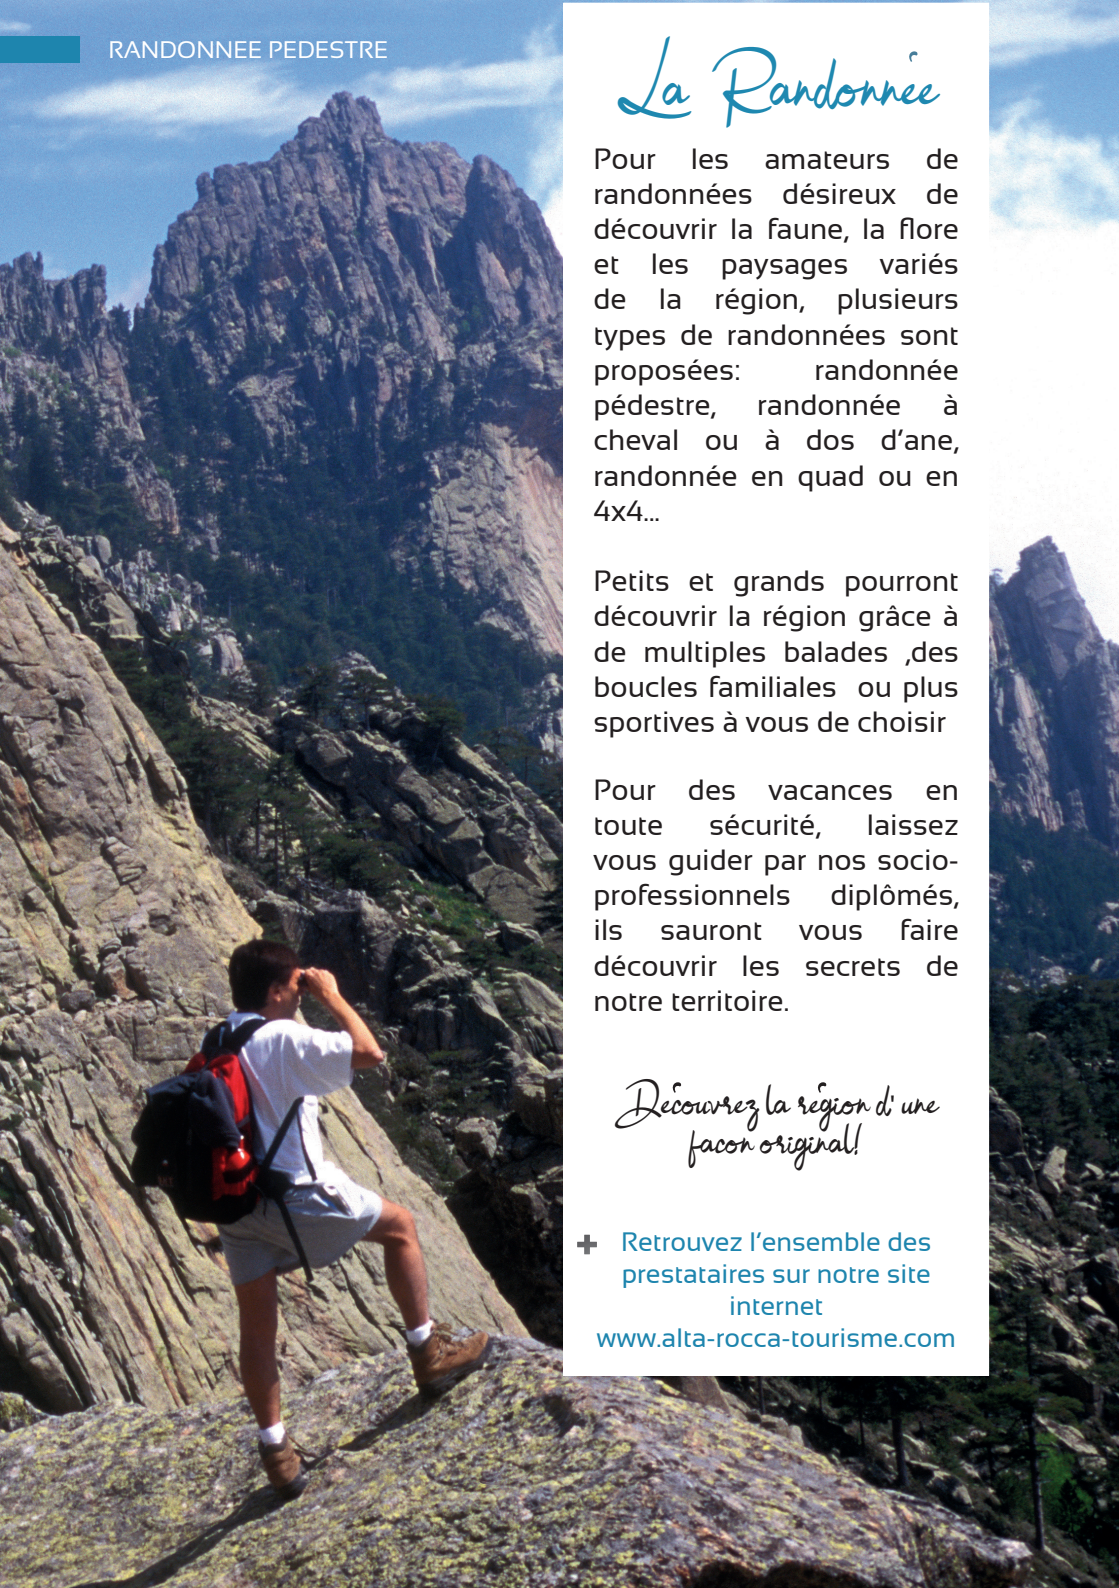 RANDONNEE PEDESTRE
La Randonnée
Pour les amateurs de
randonnées désireux de
découvrir la faune, la flore
et les paysages variés
de la région, plusieurs
types de randonnées sont
proposées: randonnée
pédestre, randonnée à
cheval ou à dos d'ane,
randonnée en quad ou en
4x4...
Petits et grands pourront
découvrir la région grâce à
de multiples balades ,des
boucles familiales ou plus
sportives à vous de choisir
Pour des vacances en
toute sécurité, laissez
vous guider par nos socio-
professionnels diplômés,
ils sauront vous faire
découvrir les secrets de
notre territoire.
Découvrez la région d' une
facon original!
Retrouvez l'ensemble des
prestataires sur notre site
internet
www.alta-rocca-tourisme.com